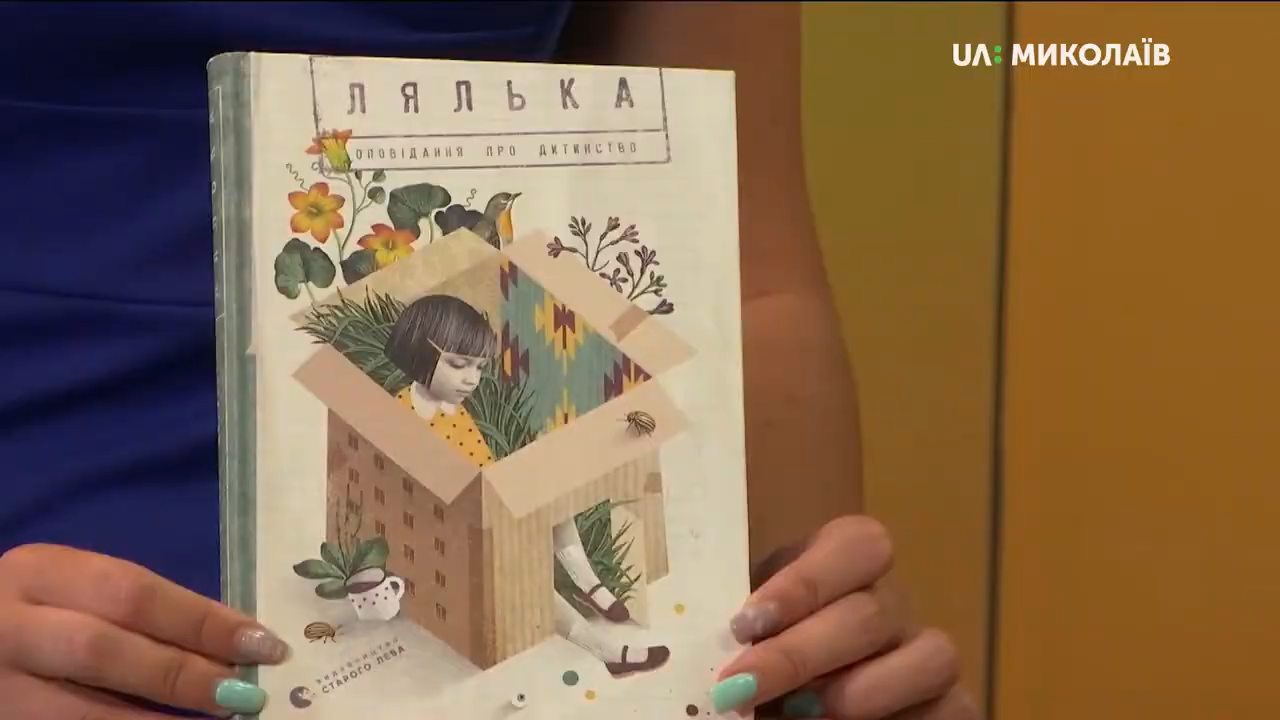 UA: МИКОЛАЇВ
ЛЯЛЬКА
ОПОВІДАННЯ ПРО ДИТИНСТВО
ВИДАВНИЦТВО
СТАРОГО ЛЕВА